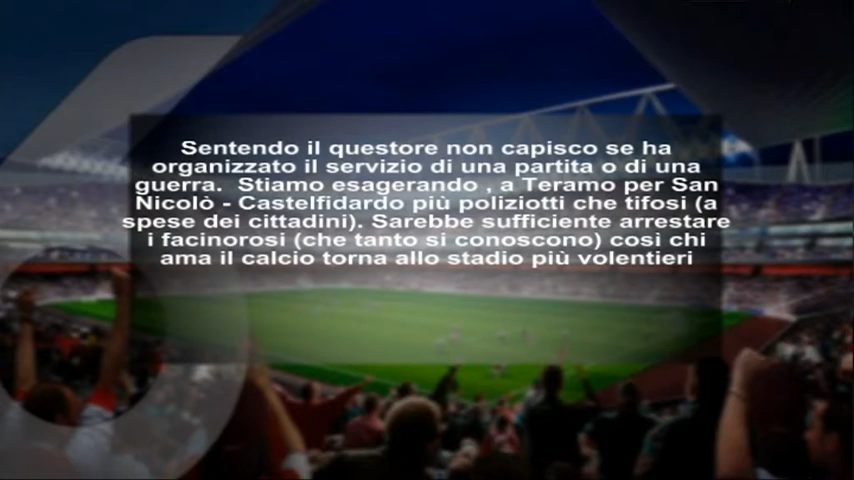 Sentendo il questore non capisco se ha
organizzato il servizio di una partita o di una
guerra.  Stiamo esagerando , a Teramo per San
Nicolò - Castelfidardo più poliziotti che tifosi (a
spese dei cittadini). Sarebbe sufficiente arrestare
i facinorosi (che tanto si conoscono) cosi chi
ama il calcio torna allo stadio più volentieri